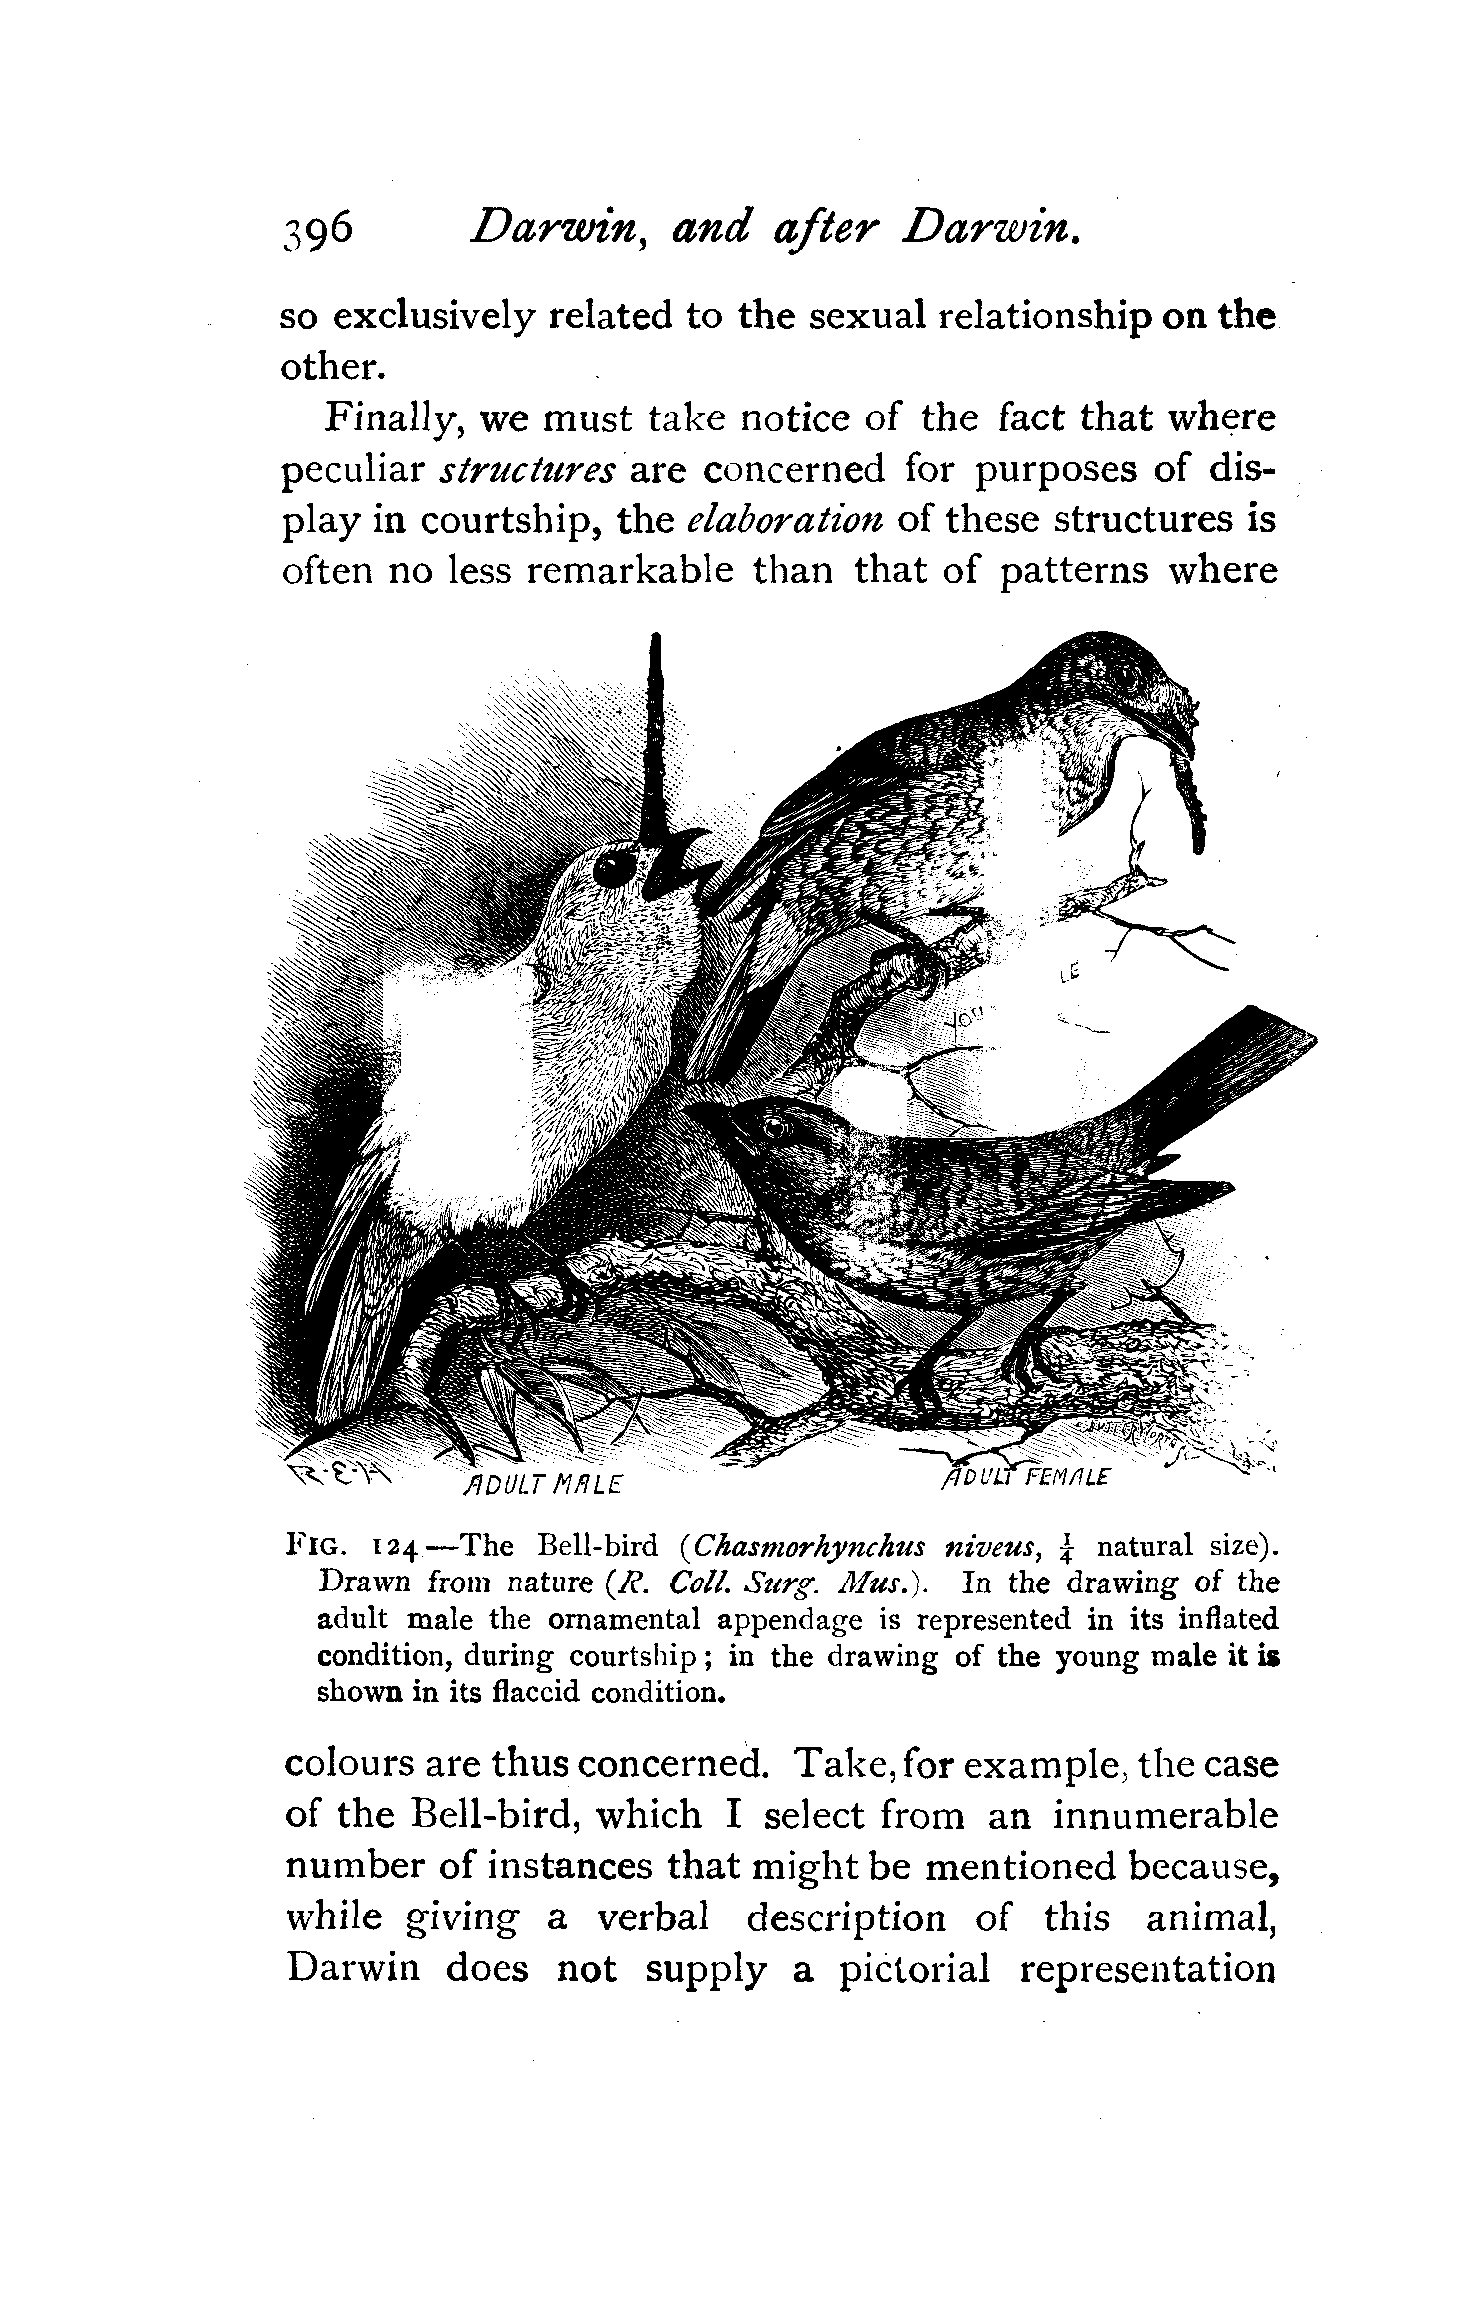 396 Darwin, and after Darwin.
so exclusively related to the sexual relationship on the
other.
Finally, we must take notice of the fact that where
peculiar structures are concerned for purposes of dis-
play in courtship, the elaboration of these structures is
often no less remarkable than that of patterns where
R·E·H
ADULT MALE
ADULT FEMALE
FIG. 124.—The Bell-bird (Chasmorhynchus niveus, ¼ natural size).
Drawn from nature (R. Coll. Surg. Mus.). In the drawing of the
adult male the ornamental appendage is represented in its inflated
condition, during courtship; in the drawing of the young male it is
shown in its flaccid condition.
colours are thus concerned. Take, for example, the case
of the Bell-bird, which I select from an innumerable
number of instances that might be mentioned because,
while giving a verbal description of this animal,
Darwin does not supply a pictorial representation